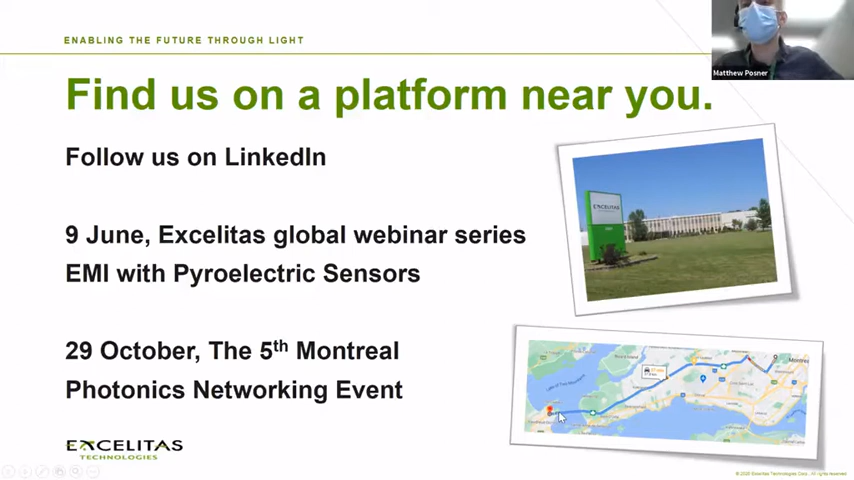 ENABLING THE FUTURE THROUGH LIGHT
Matthew Posner
Find us on a platform near you.
Follow us on LinkedIn
9 June, Excelitas global webinar series
EMI with Pyroelectric Sensors
29 October, The 5th Montreal
Photonics Networking Event
EXCELITAS
EXCELITAS
TECHNOLOGIES